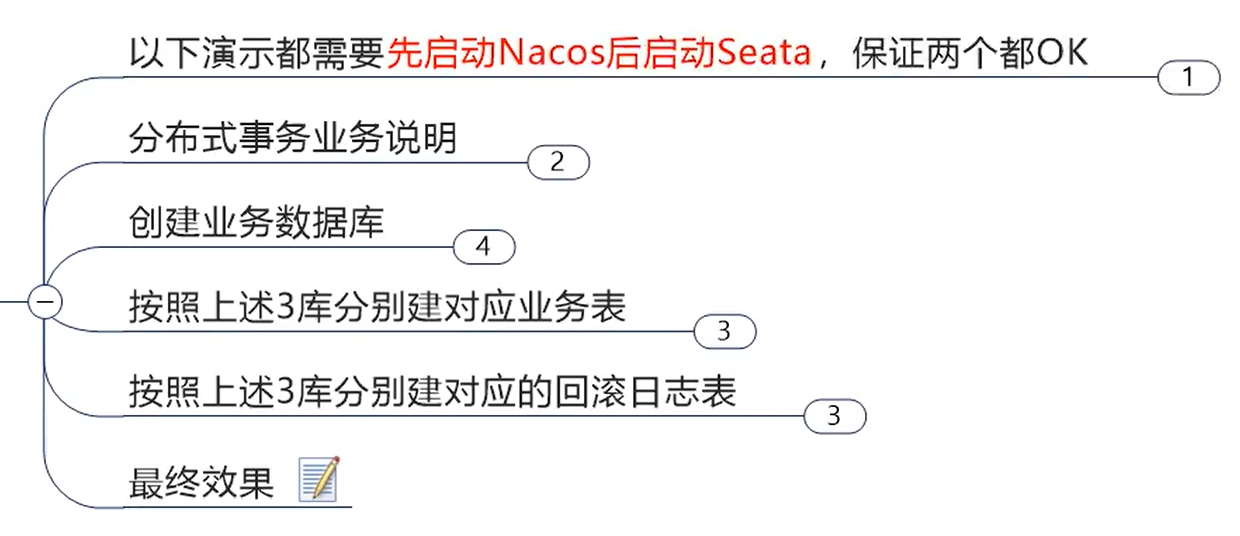 以下演示都需要先启动Nacos后启动Seata，保证两个都OK
1
分布式事务业务说明
2
创建业务数据库
4
按照上述3库分别建对应业务表
3
按照上述3库分别建对应的回滚日志表
3
最终效果